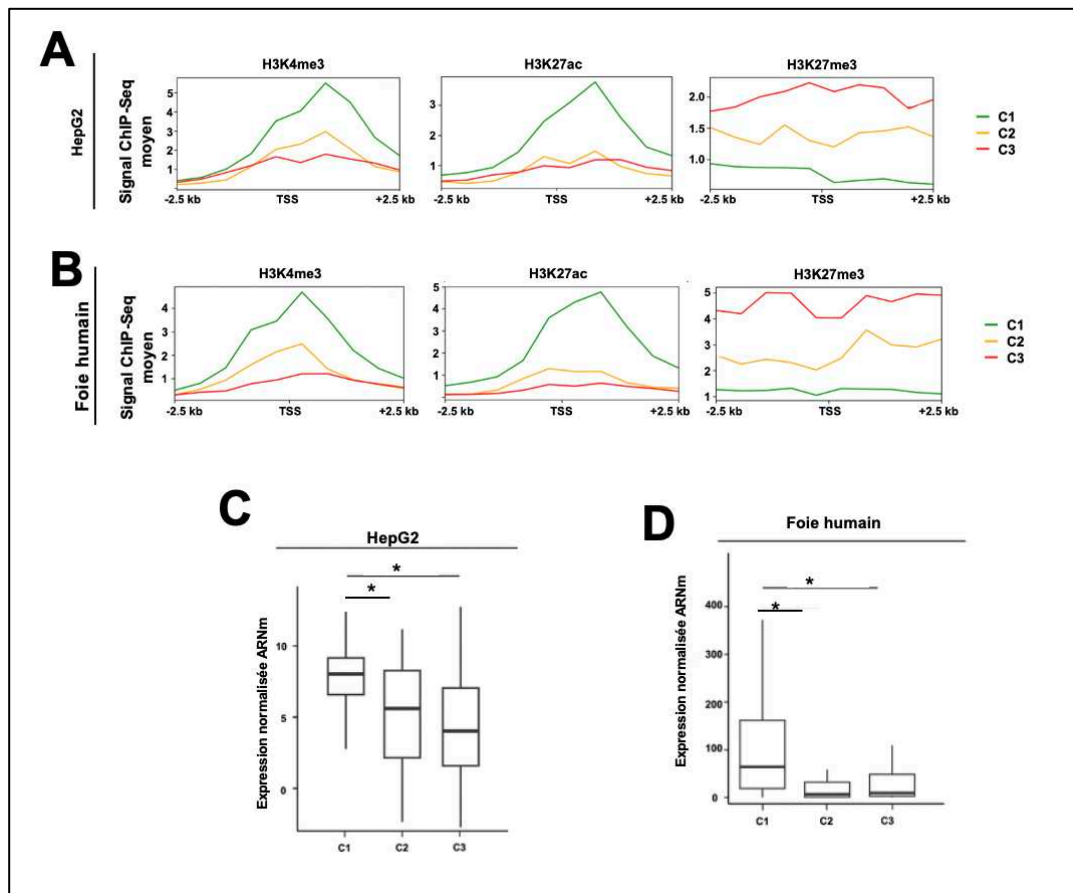 A
HepG2
Signal ChIP-Seq
moyen
H3K4me3
5
4
3
2
1
-2.5 kb
TSS
+2.5 kb
H3K27ac
3
2
1
-2.5 kb
TSS
+2.5 kb
H3K27me3
2.0
1.5
1.0
-2.5 kb
TSS
+2.5 kb
C1
C2
C3
B
Foie humain
Signal ChIP-Seq
moyen
H3K4me3
4
3
2
1
-2.5 kb
TSS
+2.5 kb
H3K27ac
5
4
3
2
1
-2.5 kb
TSS
+2.5 kb
H3K27me3
5
4
3
2
1
-2.5 kb
TSS
+2.5 kb
C1
C2
C3
C
HepG2
*
*
Expression normalisée ARNm
10
5
0
C1
C2
C3
D
Foie humain
*
*
Expression normalisée ARNm
400
300
200
100
0
C1
C2
C3